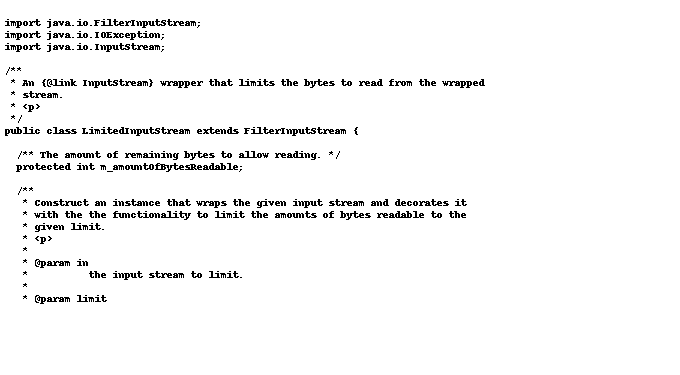 import java.io.FilterInputStream;
import java.io.IOException;
import java.io.InputStream;
/**
 * An {@link InputStream} wrapper that limits the bytes to read from the wrapped
 * stream.
 * <p>
 */
public class LimitedInputStream extends FilterInputStream {
  /** The amount of remaining bytes to allow reading. */
  protected int m_amountOfBytesReadable;
  /**
   * Construct an instance that wraps the given input stream and decorates it
   * with the the functionality to limit the amounts of bytes readable to the
   * given limit.
   * <p>
   *
   * @param in
   *          the input stream to limit.
   *
   * @param limit